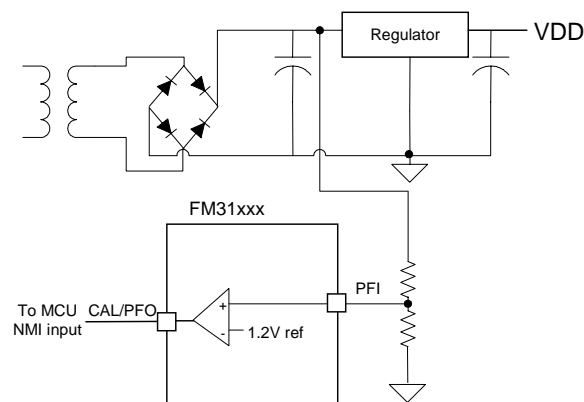 Regulator
VDD
FM31xxx
PFI
+
-
1.2V ref
CAL/PFO
To MCU
NMI input